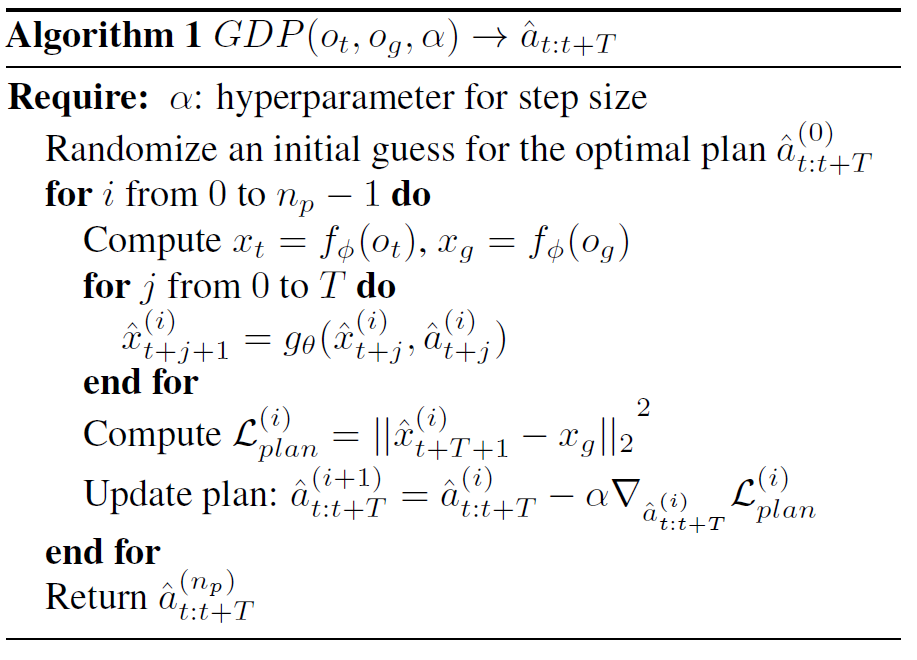 Algorithm 1 $GDP(o_t, o_g, \alpha) \rightarrow \hat{a}_{t:t+T}$
Require: $\alpha$: hyperparameter for step size
Randomize an initial guess for the optimal plan $\hat{a}_{t:t+T}^{(0)}$
for $i$ from 0 to $n_p - 1$ do
Compute $x_t = f_\phi(o_t), x_g = f_\phi(o_g)$
for $j$ from 0 to $T$ do
$\hat{x}_{t+j+1}^{(i)} = g_\theta(\hat{x}_{t+j}^{(i)}, \hat{a}_{t+j}^{(i)})$
end for
Compute $\mathcal{L}_{plan}^{(i)} = ||\hat{x}_{t+T+1}^{(i)} - x_g||_2^2$
Update plan: $\hat{a}_{t:t+T}^{(i+1)} = \hat{a}_{t:t+T}^{(i)} - \alpha \nabla_{\hat{a}_{t:t+T}^{(i)}} \mathcal{L}_{plan}^{(i)}$
end for
Return $\hat{a}_{t:t+T}^{(n_p)}$